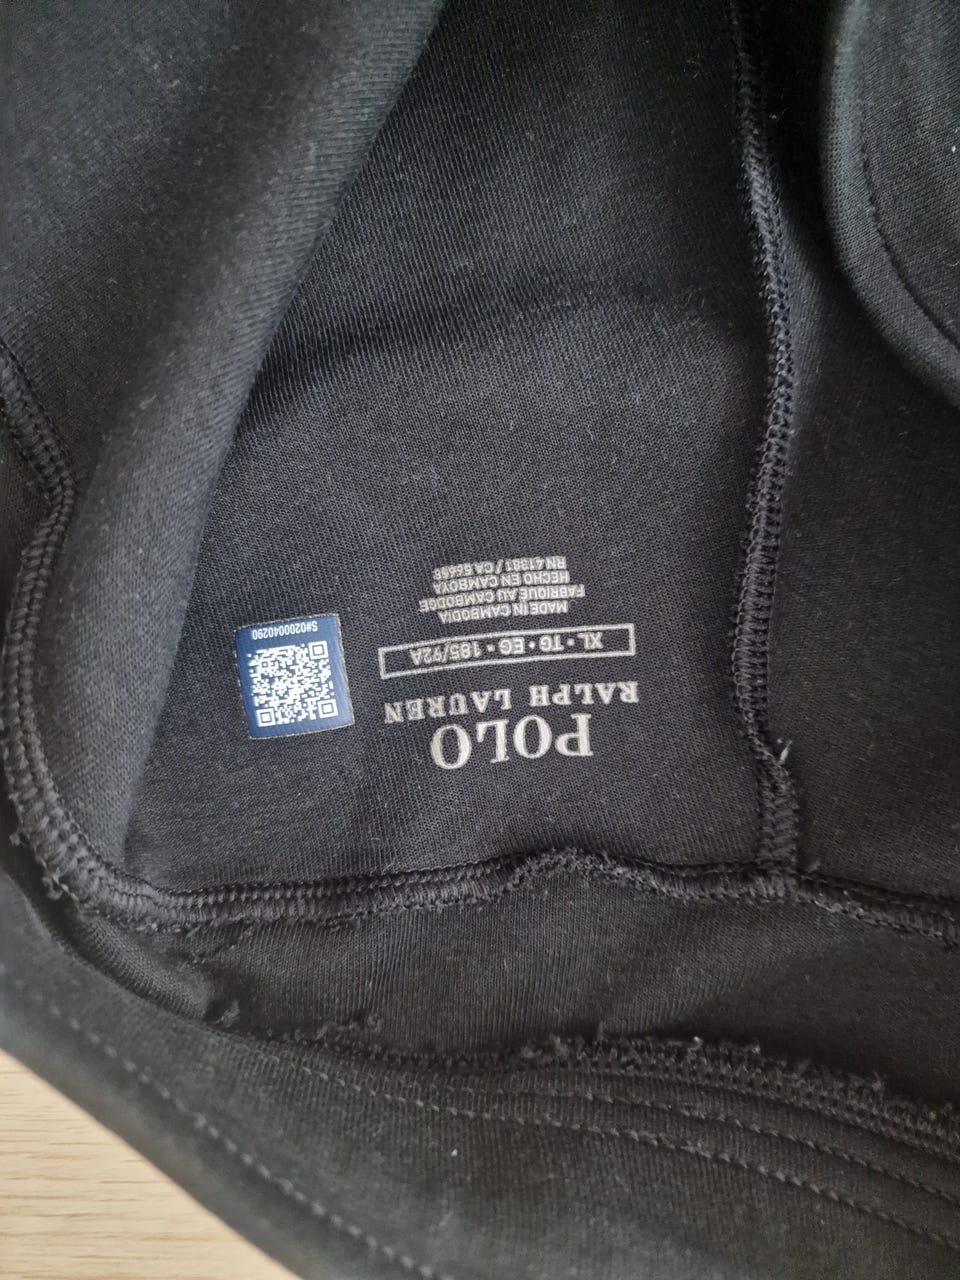 POLO
RALPH LAUREN
XL • TG • EG • 185/92A
MADE IN CAMBODIA
FABRIQUÉ AU CAMBODGE
HECHO EN CAMBOYA
RN 41381 / CA 56658
S#0200040290